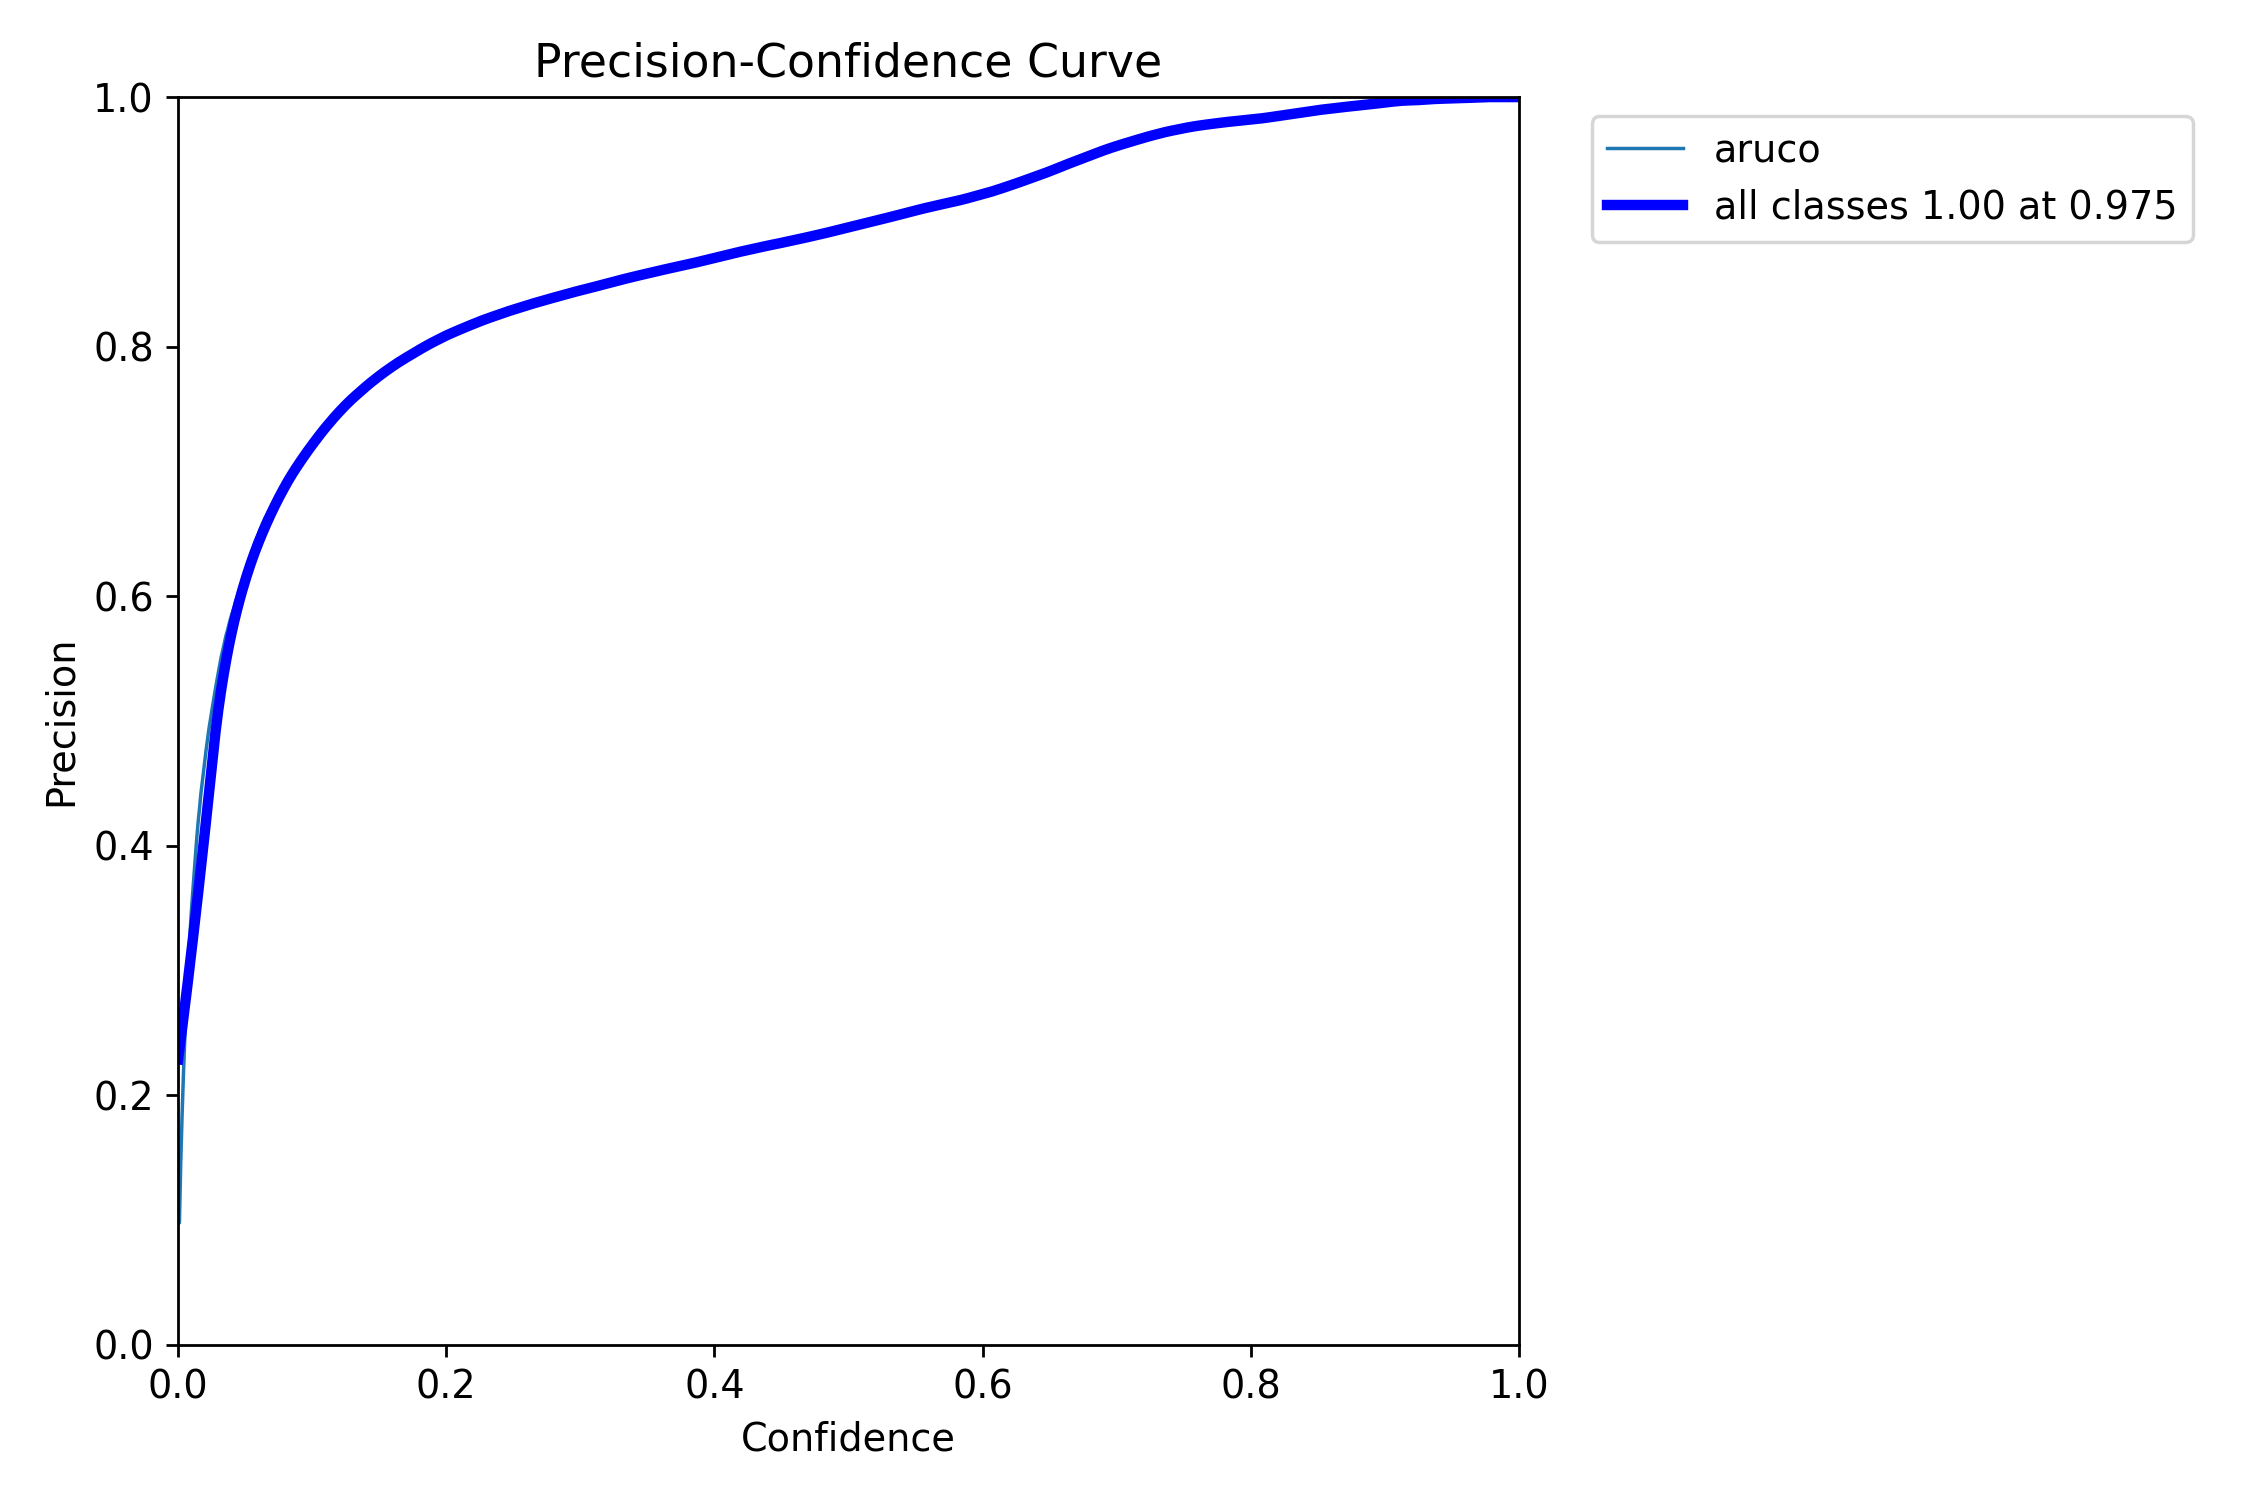 Precision-Confidence Curve
aruco
all classes 1.00 at 0.975
1.0
0.8
0.6
0.4
0.2
0.0
Precision
0.0 0.2 0.4 0.6 0.8 1.0
Confidence